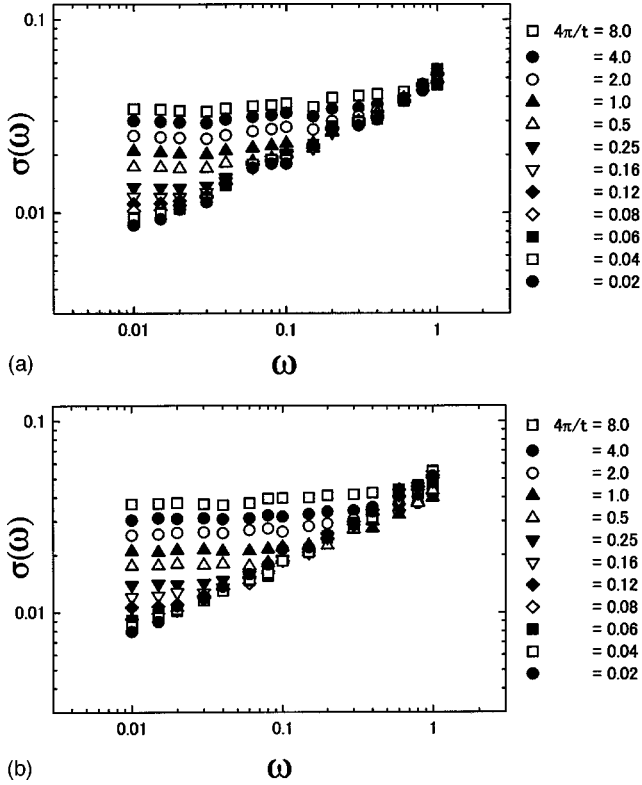 0.1
0.01
σ(ω)
0.01
0.1
1
ω
(a)
□ 4π/t = 8.0
● = 4.0
○ = 2.0
▲ = 1.0
△ = 0.5
▼ = 0.25
▽ = 0.16
◆ = 0.12
◇ = 0.08
■ = 0.06
□ = 0.04
● = 0.02
0.1
0.01
σ(ω)
0.01
0.1
1
ω
(b)
□ 4π/t = 8.0
● = 4.0
○ = 2.0
▲ = 1.0
△ = 0.5
▼ = 0.25
▽ = 0.16
◆ = 0.12
◇ = 0.08
■ = 0.06
□ = 0.04
● = 0.02